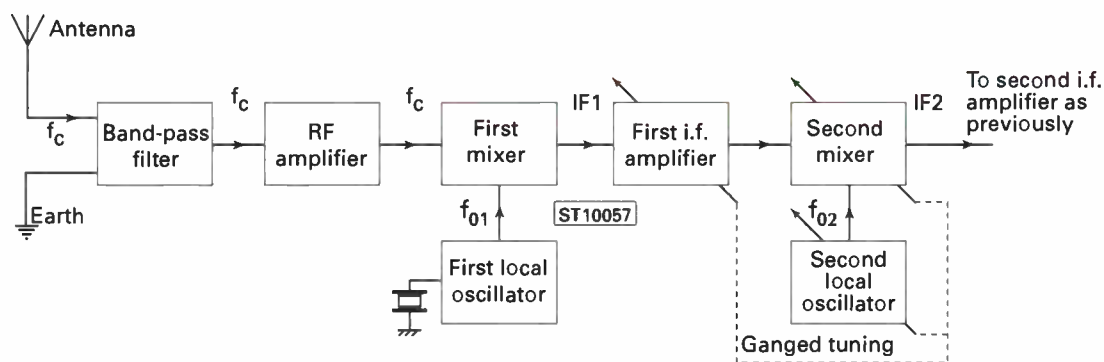 Antenna
f_c
Earth
Band-pass
filter
f_c
RF
amplifier
f_c
First
mixer
f_01
First local
oscillator
ST10057
IF1
First i.f.
amplifier
Second
mixer
f_02
Second
local
oscillator
Ganged tuning
IF2
To second i.f.
amplifier as
previously